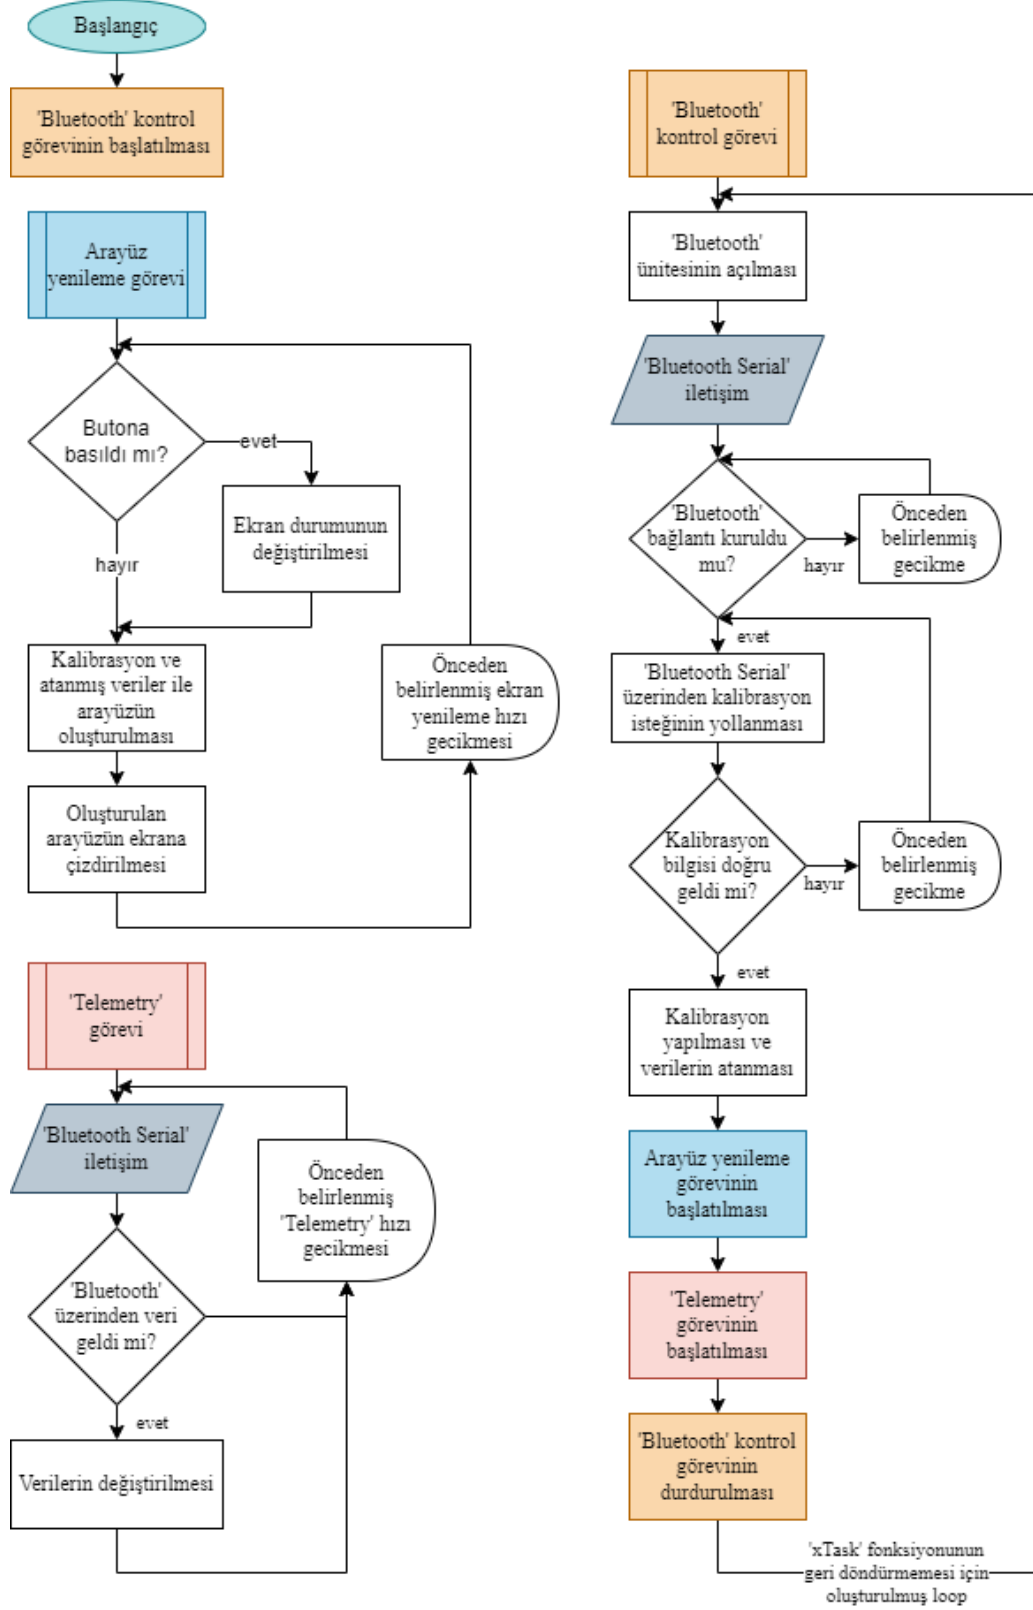 Başlangıç
'Bluetooth' kontrol
görevinin başlatılması
Arayüz
yenileme görevi
Butona
basıldı mı?
evet
hayır
Ekran durumunun
değiştirilmesi
Kalibrasyon ve
atanmış veriler ile
arayüzün
oluşturulması
Önceden
belirlenmiş ekran
yenileme hızı
gecikmesi
Oluşturulan
arayüzün ekrana
çizdirilmesi
'Telemetry'
görevi
'Bluetooth Serial'
iletişim
Önceden
belirlenmiş
'Telemetry' hızı
gecikmesi
'Bluetooth'
üzerinden veri
geldi mi?
evet
Verilerin değiştirilmesi
'Bluetooth'
kontrol görevi
'Bluetooth'
ünitesinin açılması
'Bluetooth Serial'
iletişim
'Bluetooth'
bağlantı kuruldu
mu?
hayır
Önceden
belirlenmiş
gecikme
evet
'Bluetooth Serial'
üzerinden kalibrasyon
isteğinin yollanması
Kalibrasyon
bilgisi doğru
geldi mi?
hayır
Önceden
belirlenmiş
gecikme
evet
Kalibrasyon
yapılması ve
verilerin atanması
Arayüz yenileme
görevinin
başlatılması
'Telemetry'
görevinin
başlatılması
'Bluetooth' kontrol
görevinin
durdurulması
'xTask' fonksiyonunun
geri döndürmemesi için
oluşturulmuş loop